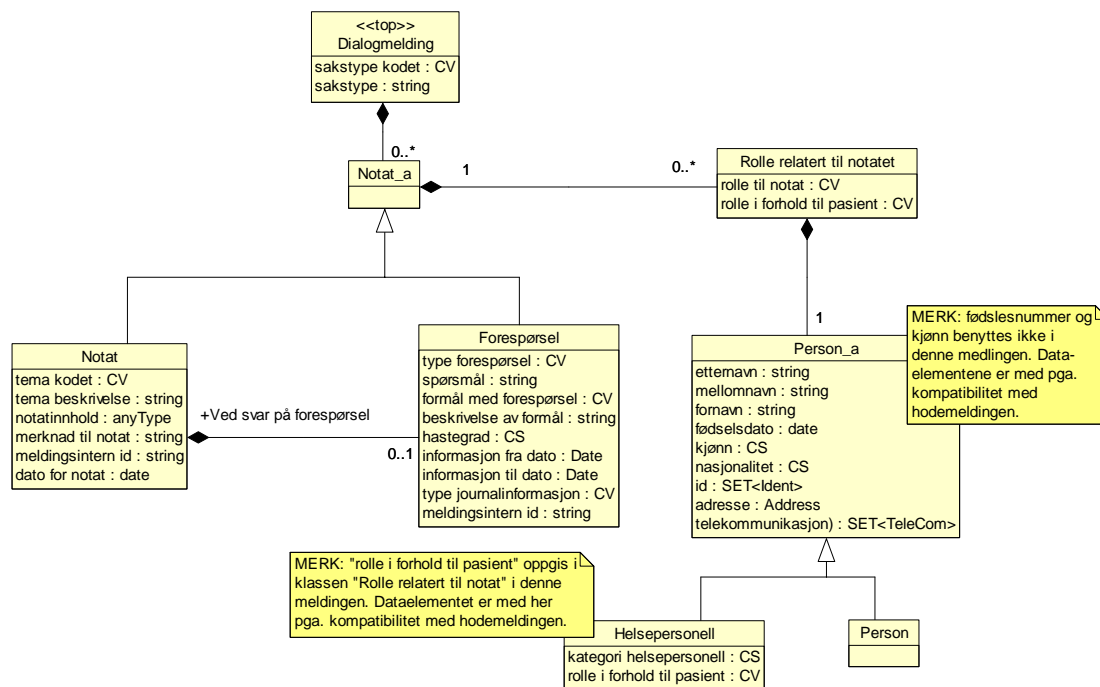 <<top>>
Dialogmelding
sakstype kodet : CV
sakstype : string
0..*
Notat_a
1
0..*
Rolle relatert til notatet
rolle til notat : CV
rolle i forhold til pasient : CV
1
MERK: fødslesnummer og
kjønn benyttes ikke i
denne medlingen. Data-
elementene er med pga.
kompatibilitet med
hodemeldingen.
Notat
tema kodet : CV
tema beskrivelse : string
notatinnhold : anyType
merknad til notat : string
meldingsintern id : string
dato for notat : date
+Ved svar på forespørsel
0..1
Forespørsel
type forespørsel : CV
spørsmål : string
formål med forespørsel : CV
beskrivelse av formål : string
hastegrad : CS
informasjon fra dato : Date
informasjon til dato : Date
type journalinformasjon : CV
meldingsintern id : string
Person_a
etternavn : string
mellomnavn : string
fornavn : string
fødselsdato : date
kjønn : CS
nasjonalitet : CS
id : SET<Ident>
adresse : Address
telekommunikasjon) : SET<TeleCom>
MERK: "rolle i forhold til pasient" oppgis i
klassen "Rolle relatert til notat" i denne
meldingen. Dataelementet er med her
pga. kompatibilitet med hodemeldingen.
Helsepersonell
kategori helsepersonell : CS
rolle i forhold til pasient : CV
Person